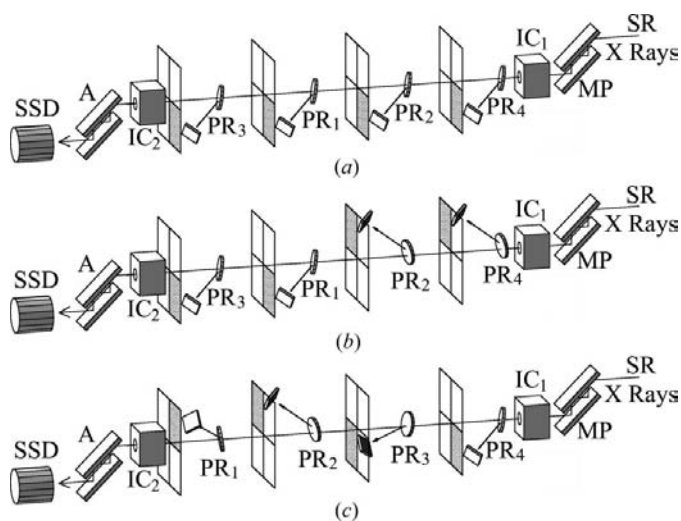 SR
IC₁
X Rays
A
SSD
MP
PR₃
PR₁
PR₂
PR₄
IC₂
(a)
SR
IC₁
X Rays
A
SSD
MP
PR₃
PR₁
PR₂
PR₄
IC₂
(b)
SR
IC₁
X Rays
A
SSD
MP
PR₁
PR₂
PR₃
PR₄
IC₂
(c)